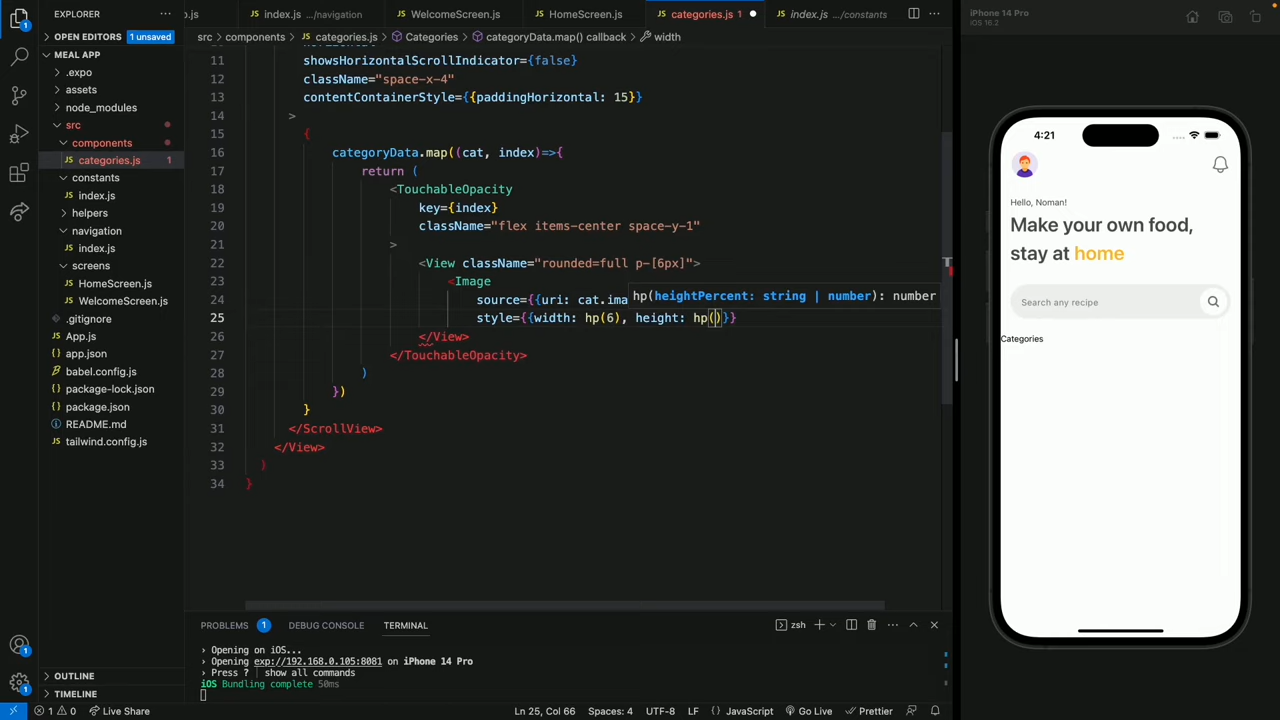 EXPLORER
OPEN EDITORS 1 unsaved
MEAL APP
.expo
assets
node_modules
src
components
categories.js 1
constants
index.js
helpers
navigation
index.js
screens
HomeScreen.js
WelcomeScreen.js
.gitignore
App.js
app.json
babel.config.js
package-lock.json
package.json
README.md
tailwind.config.js
OUTLINE
TIMELINE
index.js .../navigation
WelcomeScreen.js
HomeScreen.js
categories.js 1
index.js .../constants
src > components > categories.js > Categories > categoryData.map() callback > width
11 showsHorizontalScrollIndicator={false}
12 className="space-x-4"
13 contentContainerStyle={{paddingHorizontal: 15}}
14 >
15 {
16 categoryData.map((cat, index)=>{
17 return (
18 <TouchableOpacity
19 key={index}
20 className="flex items-center space-y-1"
21 >
22 <View className="rounded=full p-[6px]">
23 <Image
24 source={{uri: cat.ima
hp(heightPercent: string | number): number
25 style={{width: hp(6), height: hp()}}
26 </View>
27 </TouchableOpacity>
28 )
29 })
30 }
31 </ScrollView>
32 </View>
33 )
34 }
PROBLEMS 1 DEBUG CONSOLE TERMINAL
zsh
› Opening on iOS...
› Opening exp://192.168.0.105:8081 on iPhone 14 Pro
› Press ? | show all commands
iOS Bundling complete 50ms
1 0 Live Share
Ln 25, Col 66 Spaces: 4 UTF-8 LF JavaScript Go Live Prettier
iPhone 14 Pro
iOS 16.2
4:21
Hello, Noman!
Make your own food,
stay at home
Search any recipe
Categories